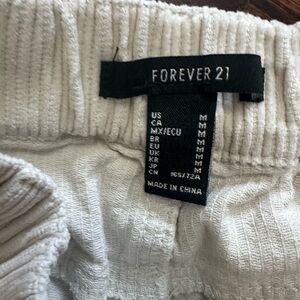 FOREVER 21
US M
CA M
MX/ECU M
BR M
EU M
UK M
KR M
JP M
CN 165/72A
MADE IN CHINA